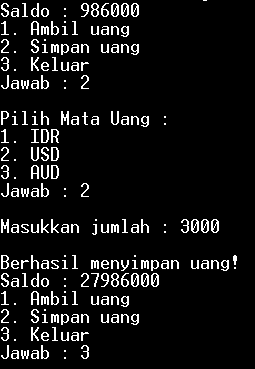 Saldo : 986000
1. Ambil uang
2. Simpan uang
3. Keluar
Jawab : 2
Pilih Mata Uang :
1. IDR
2. USD
3. AUD
Jawab : 2
Masukkan jumlah : 3000
Berhasil menyimpan uang!
Saldo : 27986000
1. Ambil uang
2. Simpan uang
3. Keluar
Jawab : 3